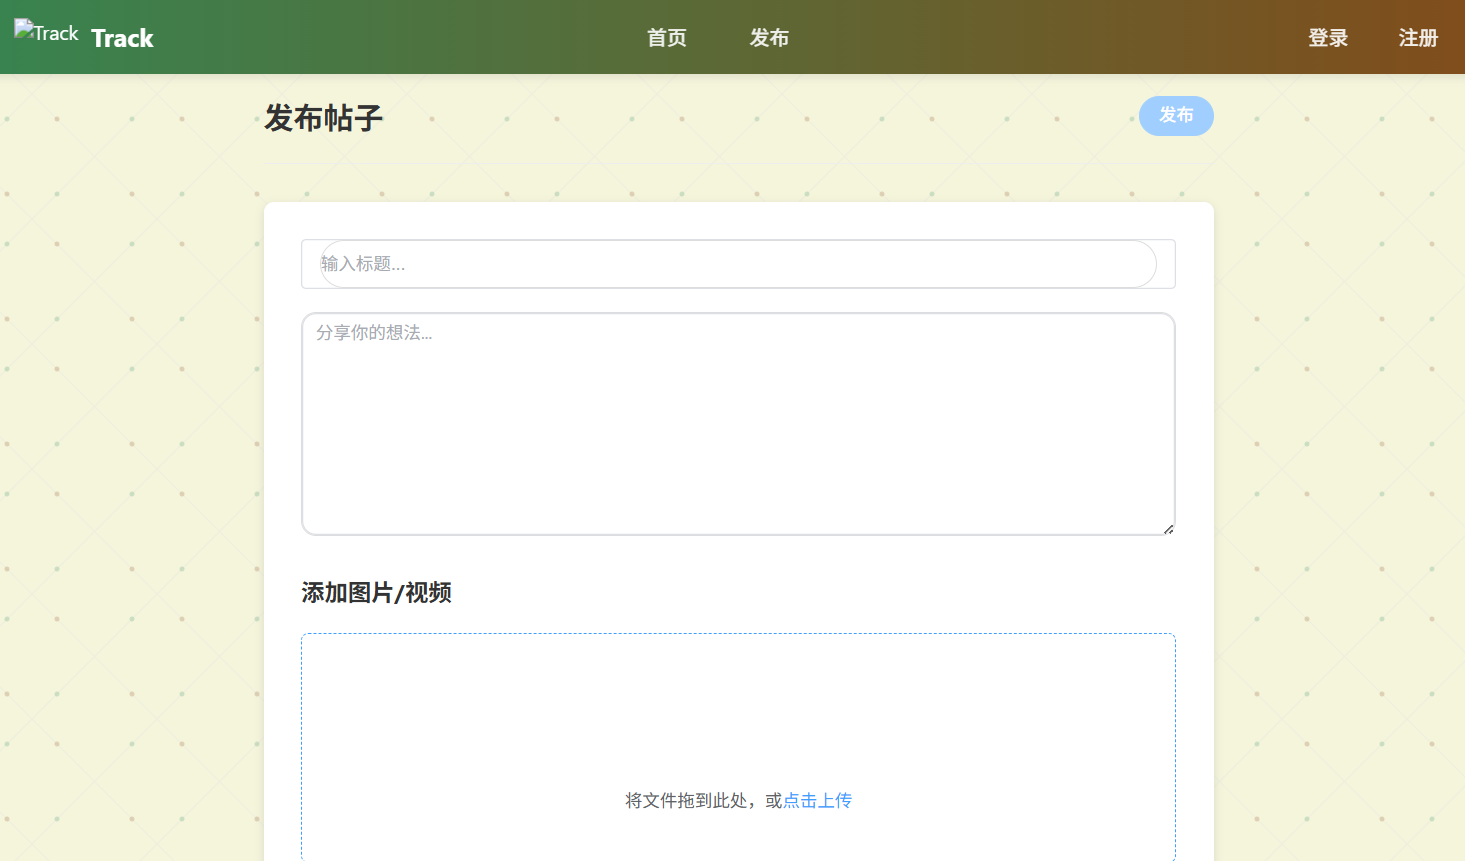 Track
Track
首页
发布
登录
注册
发布帖子
发布
输入标题...
分享你的想法...
添加图片/视频
将文件拖到此处，或点击上传